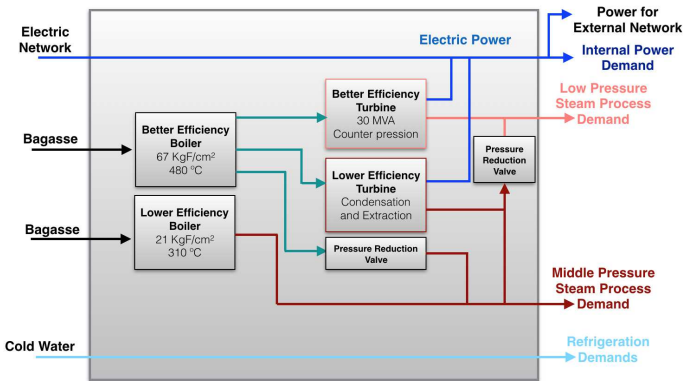 Power for
External Network
Electric
Network
Electric Power
Internal Power
Demand
Better Efficiency
Turbine
30 MVA
Counter pression
Low Pressure
Steam Process
Demand
Bagasse
Better Efficiency
Boiler
67 KgF/cm²
480 ºC
Pressure
Reduction
Valve
Lower Efficiency
Turbine
Condensation
and Extraction
Bagasse
Lower Efficiency
Boiler
21 KgF/cm²
310 ºC
Pressure Reduction
Valve
Middle Pressure
Steam Process
Demand
Cold Water
Refrigeration
Demands